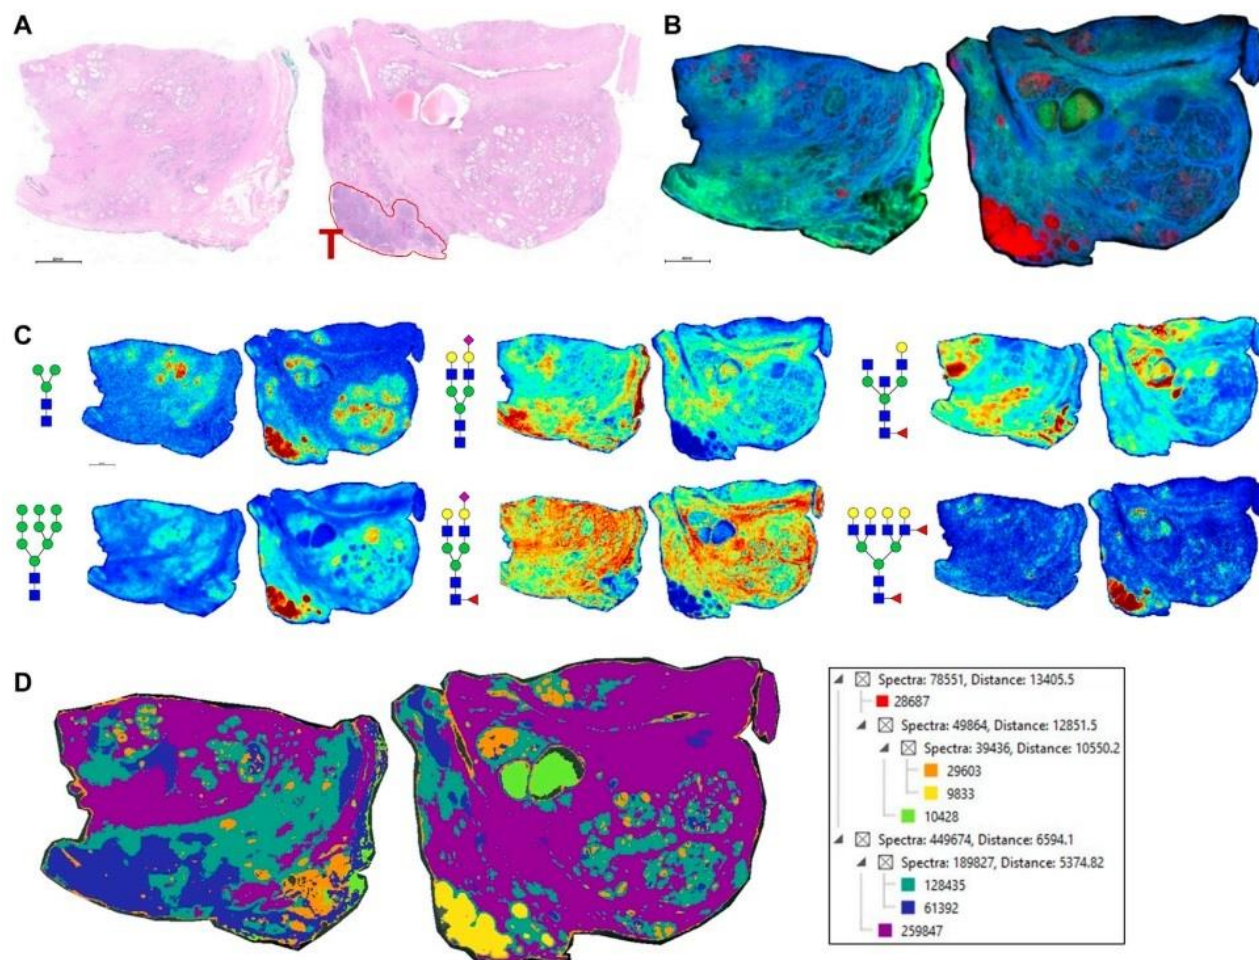 A
B
T
C
D
Spectra: 78551, Distance: 13405.5
28687
Spectra: 49864, Distance: 12851.5
Spectra: 39436, Distance: 10550.2
29603
9833
10428
Spectra: 449674, Distance: 6594.1
Spectra: 189827, Distance: 5374.82
128435
61392
259847